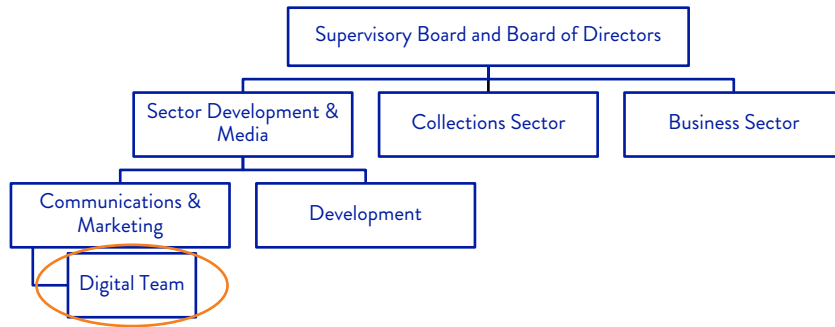 Supervisory Board and Board of Directors
Sector Development &
Media
Collections Sector
Business Sector
Communications &
Marketing
Development
Digital Team